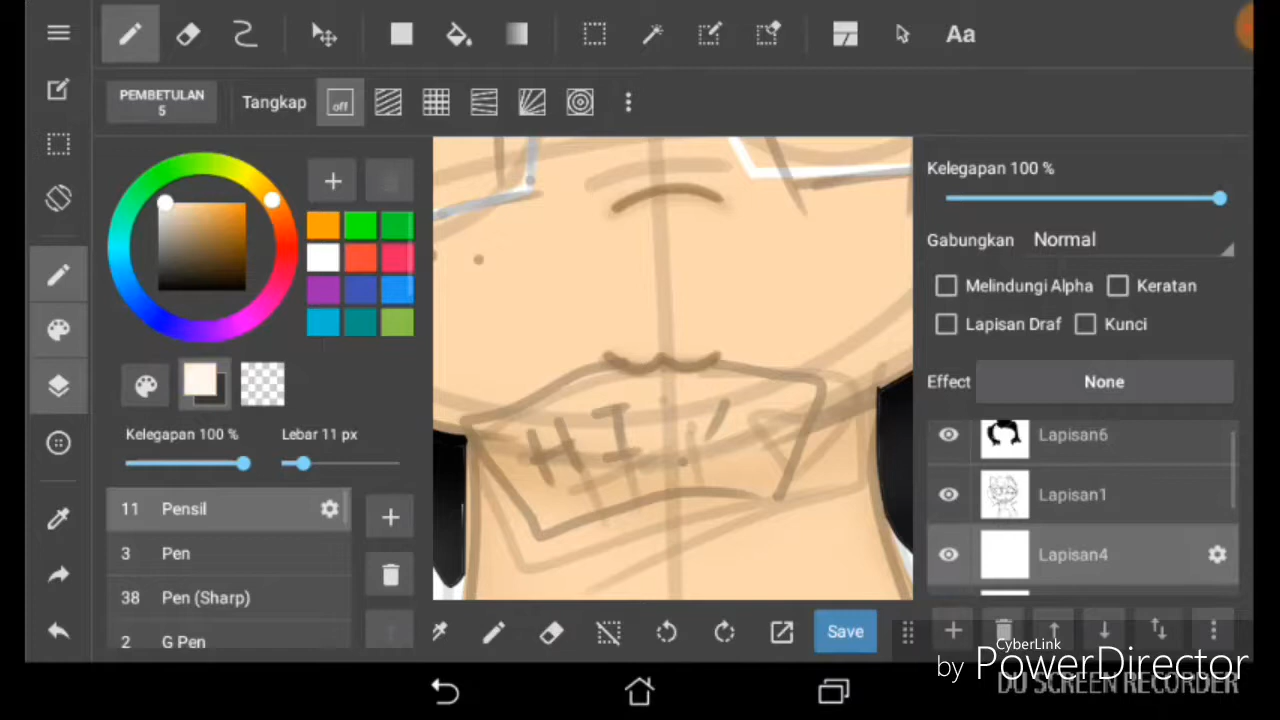 Aa
PEMBETULAN
5
Tangkap
off
Kelegapan 100 %
Gabungkan
Normal
Melindungi Alpha
Keratan
Lapisan Draf
Kunci
Effect
None
HI!
Kelegapan 100 %
Lebar 11 px
11 Pensil
3 Pen
38 Pen (Sharp)
2 G Pen
Lapisan6
Lapisan1
Lapisan4
Save
CyberLink
by PowerDirector
DU SCREEN RECORDER